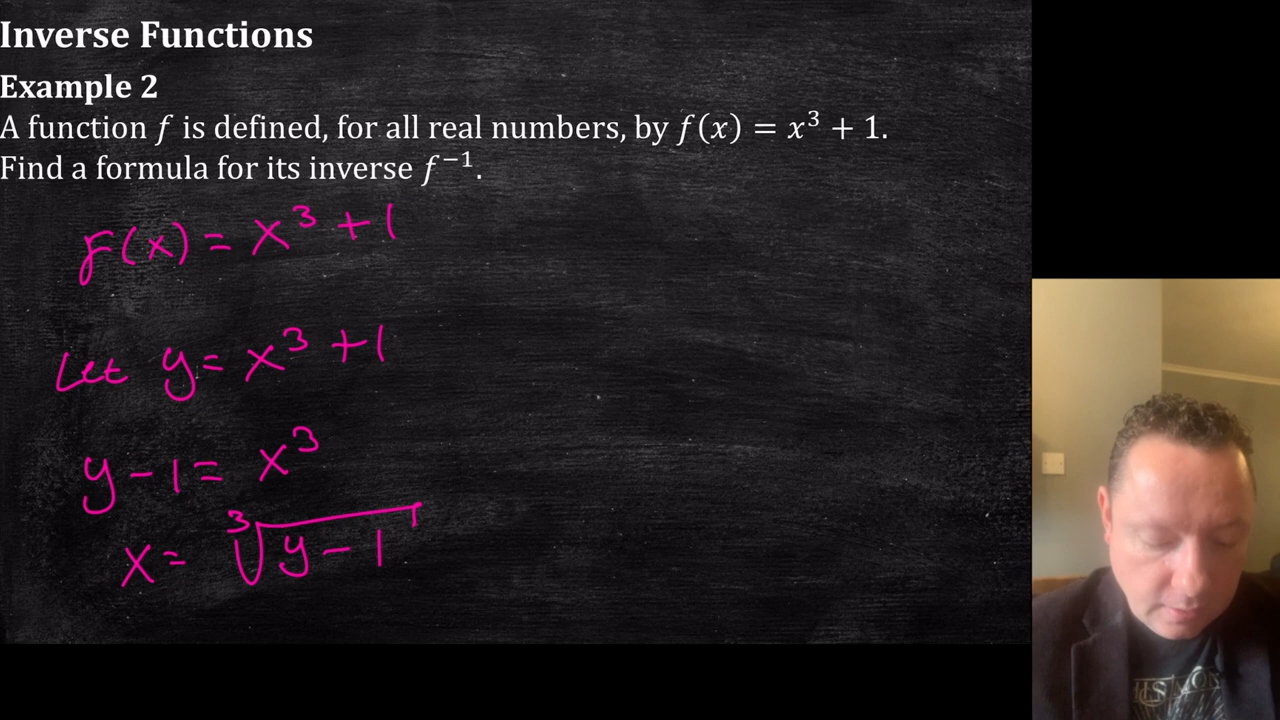 Inverse Functions
Example 2
A function f is defined, for all real numbers, by f(x) = x³ + 1.
Find a formula for its inverse f⁻¹.
f(x) = x³ + 1
Let y = x³ + 1
y - 1 = x³
x = ³√(y - 1)